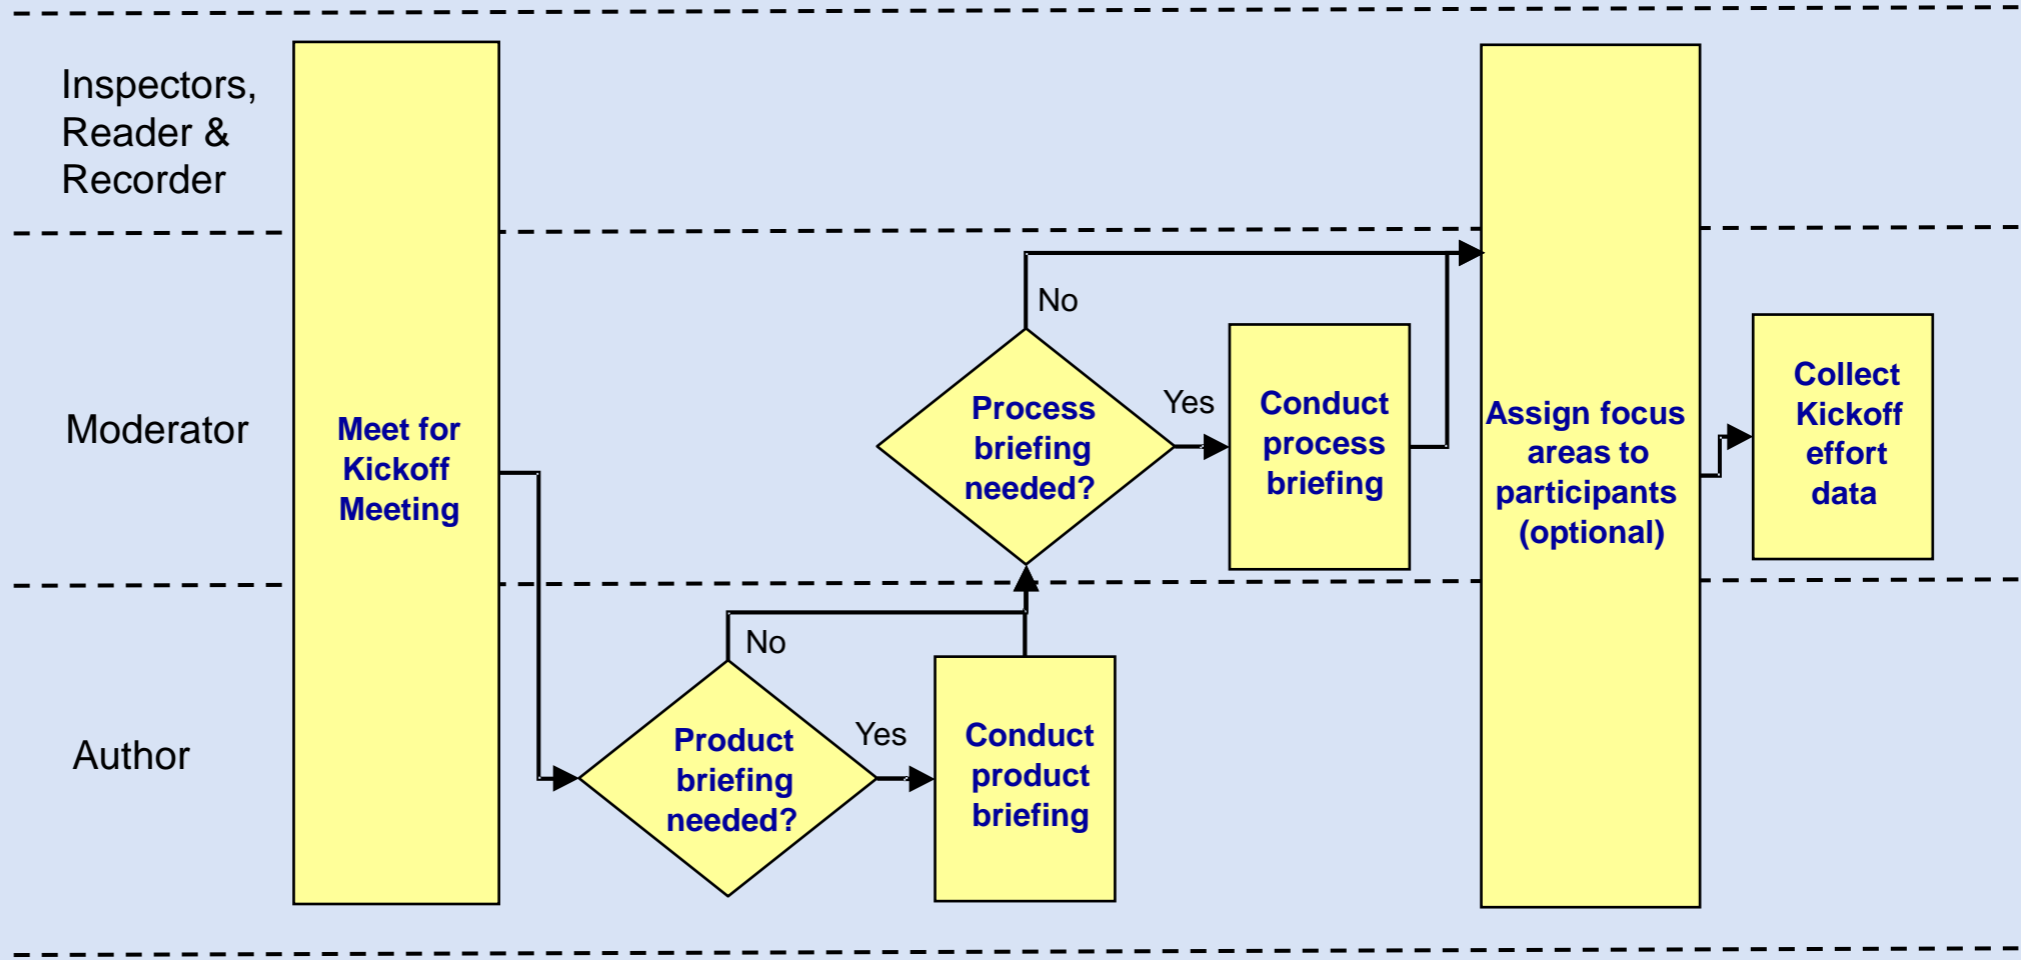 Inspectors,
Reader &
Recorder
Moderator
Author
Meet for
Kickoff
Meeting
Product
briefing
needed?
No
Yes
Conduct
product
briefing
Process
briefing
needed?
No
Yes
Conduct
process
briefing
Assign focus
areas to
participants
(optional)
Collect
Kickoff
effort
data